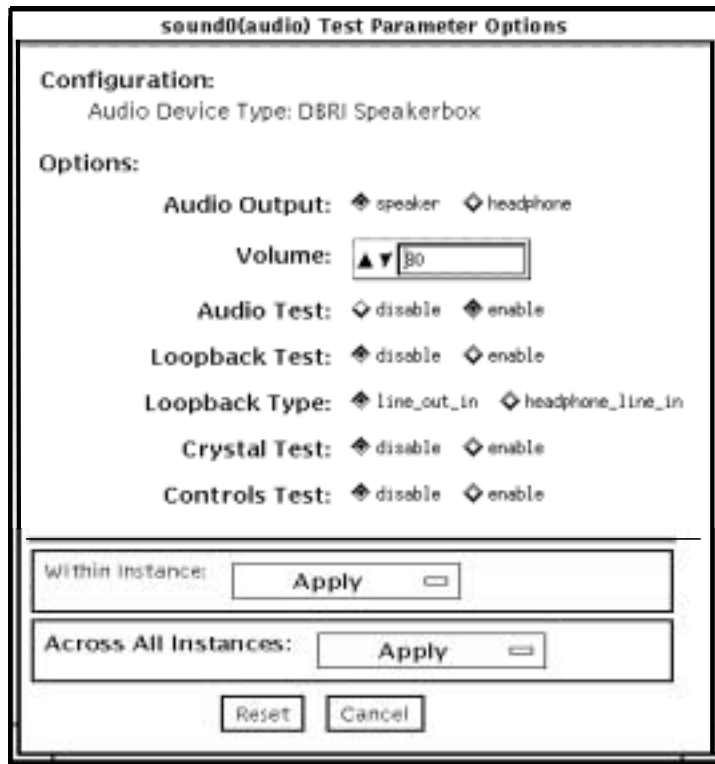 sound0(audio) Test Parameter Options
Configuration:
Audio Device Type: DBRI Speakerbox
Options:
Audio Output: speaker headphone
Volume: 80
Audio Test: disable enable
Loopback Test: disable enable
Loopback Type: line_out_in headphone_line_in
Crystal Test: disable enable
Controls Test: disable enable
Within Instance: Apply
Across All Instances: Apply
Reset Cancel